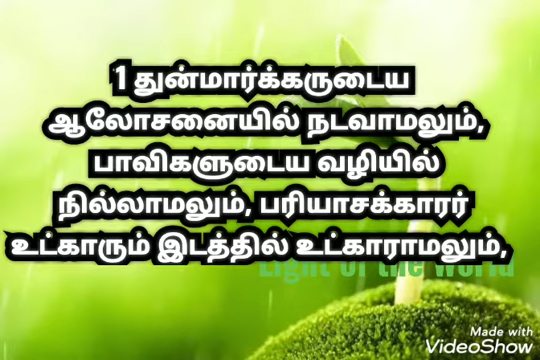 1 துன்மார்க்கருடைய
ஆலோசனையில் நடவாமலும்,
பாவிகளுடைய வழியில்
நில்லாமலும், பரியாசக்காரர்
உட்காரும் இடத்தில் உட்காராமலும்,
Light of the World
Made with
VideoShow